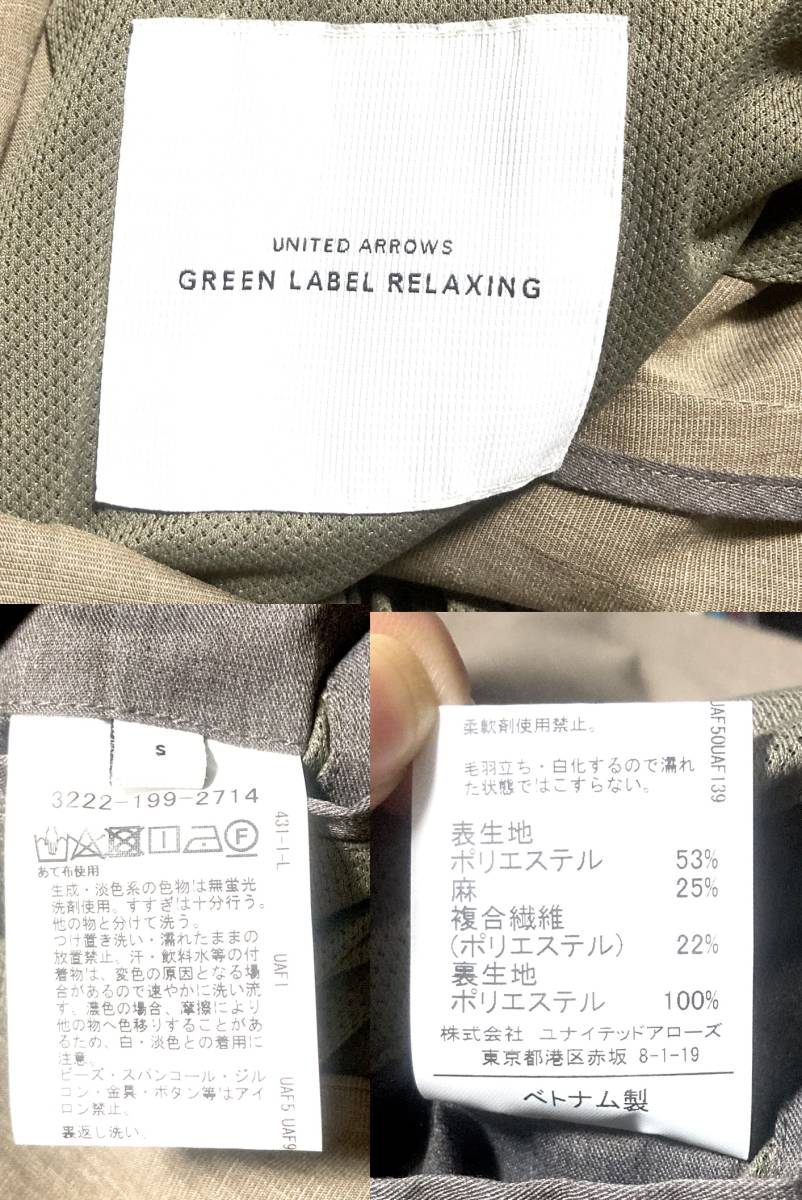 UNITED ARROWS
GREEN LABEL RELAXING
S
3222-199-2714
F
あて布使用
生成・淡色系の色物は無蛍光
洗剤使用。すすぎは十分行う。
他の物と分けて洗う。
つけ置き洗い・濡れたままの
放置禁止。汗・飲料水等の付
着物は、変色の原因となる場
合があるので速やかに洗い流
す。濃色の場合、摩擦により
他の物へ色移りすることがあ
るため、白・淡色との着用に
注意。
ビーズ・スパンコール・ジル
コン・金具・ボタン等はアイ
ロン禁止。
裏返し洗い。
431-1-L
UAF1
UAF5 UAF9
柔軟剤使用禁止。
毛羽立ち・白化するので濡れ
た状態ではこすらない。
表生地
ポリエステル 53%
麻 25%
複合繊維
(ポリエステル) 22%
裏生地
ポリエステル 100%
株式会社 ユナイテッドアローズ
東京都港区赤坂 8-1-19
ベトナム製
UAF50UAF139